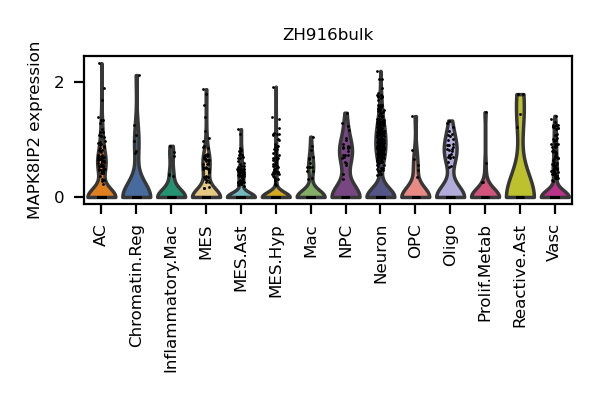 ZH916bulk
MAPK8IP2 expression
2
0
AC
Chromatin.Reg
Inflammatory.Mac
MES
MES.Ast
MES.Hyp
Mac
NPC
Neuron
OPC
Oligo
Prolif.Metab
Reactive.Ast
Vasc